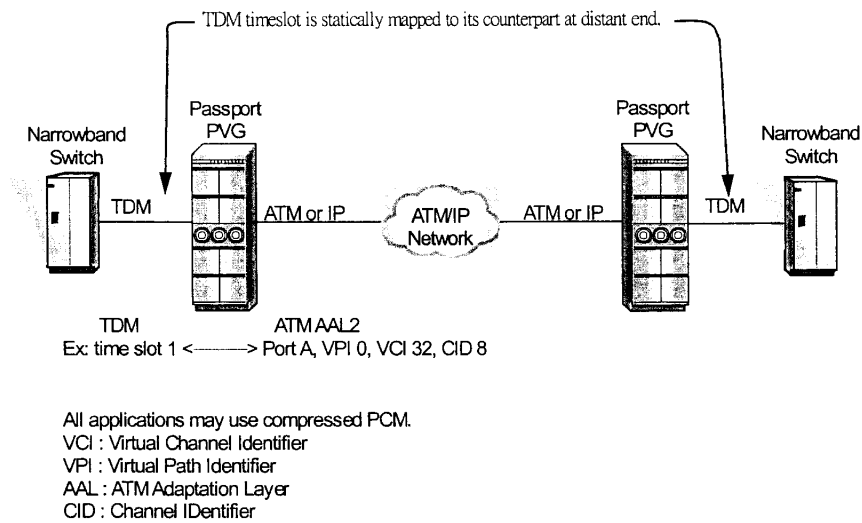 TDM timeslot is statically mapped to its counterpart at distant end.
Passport
PVG
Passport
PVG
Narrowband
Switch
Narrowband
Switch
TDM
ATM or IP
ATM/IP
Network
ATM or IP
TDM
TDM
ATM AAL2
Ex: time slot 1 <--------> Port A, VPI 0, VCI 32, CID 8
All applications may use compressed PCM.
VCI : Virtual Channel Identifier
VPI : Virtual Path Identifier
AAL : ATM Adaptation Layer
CID : Channel IDentifier